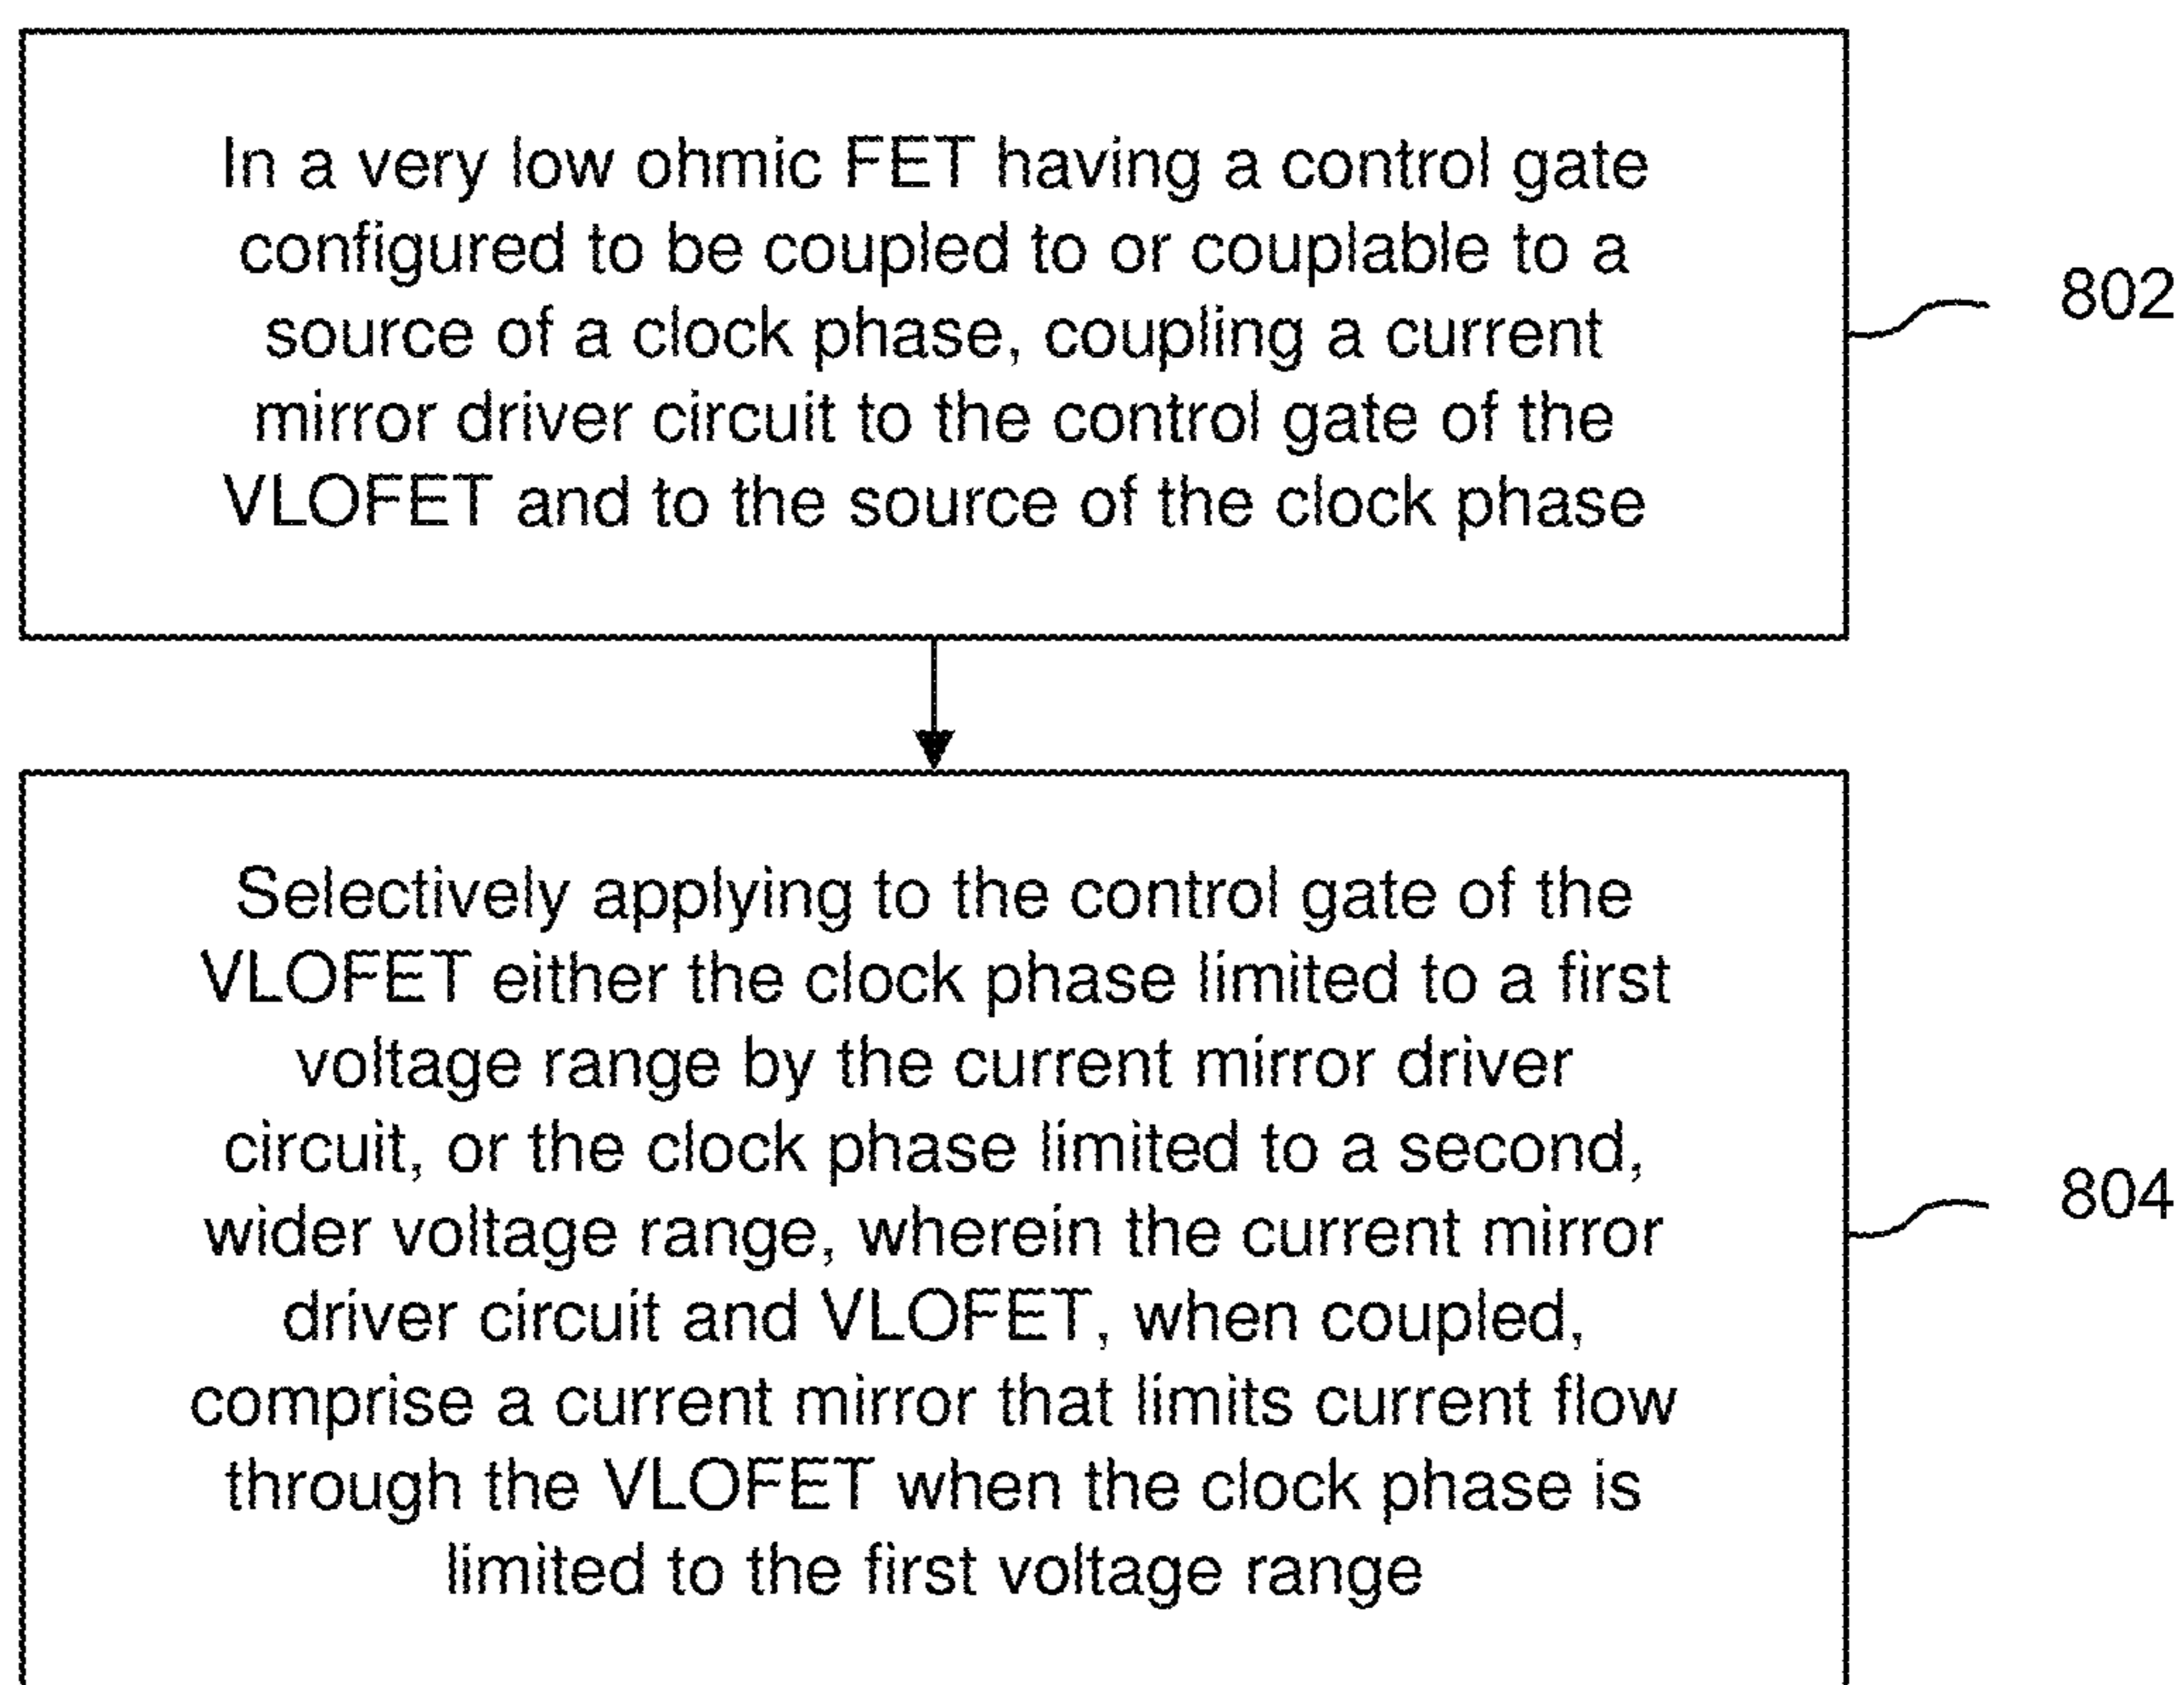 In a very low ohmic FET having a control gate
configured to be coupled to or couplable to a
source of a clock phase, coupling a current
mirror driver circuit to the control gate of the
VLOFET and to the source of the clock phase
802
Selectively applying to the control gate of the
VLOFET either the clock phase limited to a first
voltage range by the current mirror driver
circuit, or the clock phase limited to a second,
wider voltage range, wherein the current mirror
driver circuit and VLOFET, when coupled,
comprise a current mirror that limits current flow
through the VLOFET when the clock phase is
limited to the first voltage range
804